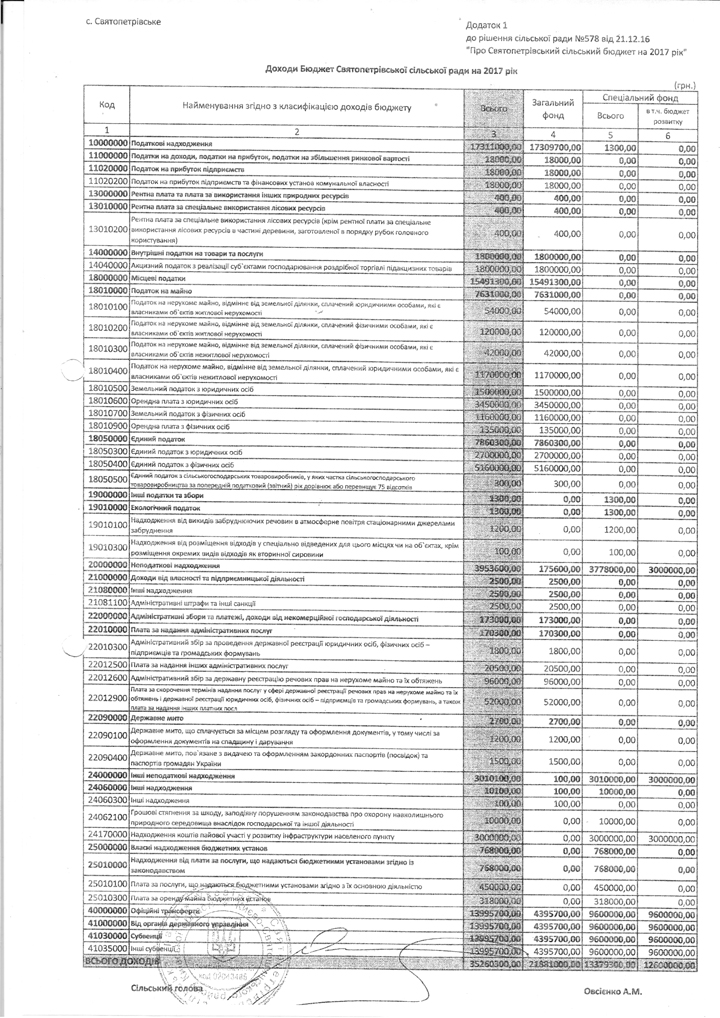 с. Святопетрівське
Додаток 1
до рішення сільської ради №578 від 21.12.16
"Про Святопетрівський сільський бюджет на 2017 рік"
Доходи Бюджет Святопетрівської сільської ради на 2017 рік
(грн.)
Код Найменування згідно з класифікацією доходів бюджету Всього Загальний фонд Спеціальний фонд
Всього в т.ч. бюджет розвитку
1 2 3 4 5 6
10000000 Податкові надходження 17311000,00 17309700,00 1300,00 0,00
11000000 Податки на доходи, податки на прибуток, податки на збільшення ринкової вартості 18000,00 18000,00 0,00 0,00
11020000 Податок на прибуток підприємств 18000,00 18000,00 0,00 0,00
11020200 Податок на прибуток підприємств та фінансових установ комунальної власності 18000,00 18000,00 0,00 0,00
13000000 Рентна плата та плата за використання інших природних ресурсів 400,00 400,00 0,00 0,00
13010000 Рентна плата за спеціальне використання лісових ресурсів 400,00 400,00 0,00 0,00
13010200 Рентна плата за спеціальне використання лісових ресурсів (крім рентної плати за спеціальне
використання лісових ресурсів в частині деревини, заготовленої в порядку рубок головного
користування) 400,00 400,00 0,00 0,00
14000000 Внутрішні податки на товари та послуги 1800000,00 1800000,00 0,00 0,00
14040000 Акцизний податок з реалізації суб`єктами господарювання роздрібної торгівлі підакцизних товарів 1800000,00 1800000,00 0,00 0,00
18000000 Місцеві податки 15491300,00 15491300,00 0,00 0,00
18010000 Податок на майно 7631000,00 7631000,00 0,00 0,00
18010100 Податок на нерухоме майно, відмінне від земельної ділянки, сплачений юридичними особами, які є
власниками об`єктів житлової нерухомості 54000,00 54000,00 0,00 0,00
18010200 Податок на нерухоме майно, відмінне від земельної ділянки, сплачений фізичними особами, які є
власниками об`єктів житлової нерухомості 120000,00 120000,00 0,00 0,00
18010300 Податок на нерухоме майно, відмінне від земельної ділянки, сплачений фізичними особами, які є
власниками об`єктів нежитлової нерухомості 42000,00 42000,00 0,00 0,00
18010400 Податок на нерухоме майно, відмінне від земельної ділянки, сплачений юридичними особами, які є
власниками об`єктів нежитлової нерухомості 1170000,00 1170000,00 0,00 0,00
18010500 Земельний податок з юридичних осіб 1500000,00 1500000,00 0,00 0,00
18010600 Орендна плата з юридичних осіб 3450000,00 3450000,00 0,00 0,00
18010700 Земельний податок з фізичних осіб 1160000,00 1160000,00 0,00 0,00
18010900 Орендна плата з фізичних осіб 135000,00 135000,00 0,00 0,00
18050000 Єдиний податок 7860300,00 7860300,00 0,00 0,00
18050300 Єдиний податок з юридичних осіб 2700000,00 2700000,00 0,00 0,00
18050400 Єдиний податок з фізичних осіб 5160000,00 5160000,00 0,00 0,00
18050500 Єдиний податок з сільськогосподарських товаровиробників, у яких частка сільськогосподарського
товаровиробництва за попередній податковий (звітний) рік дорівнює або перевищує 75 відсотків 300,00 300,00 0,00 0,00
19000000 Інші податки та збори 1300,00 0,00 1300,00 0,00
19010000 Екологічний податок 1300,00 0,00 1300,00 0,00
19010100 Надходження від викидів забруднюючих речовин в атмосферне повітря стаціонарними джерелами
забруднення 1200,00 0,00 1200,00 0,00
19010300 Надходження від розміщення відходів у спеціально відведених для цього місцях чи на об`єктах, крім
розміщення окремих видів відходів як вторинної сировини 100,00 0,00 100,00 0,00
20000000 Неподаткові надходження 3953600,00 175600,00 3778000,00 3000000,00
21000000 Доходи від власності та підприємницької діяльності 2500,00 2500,00 0,00 0,00
21080000 Інші надходження 2500,00 2500,00 0,00 0,00
21081100 Адміністративні штрафи та інші санкції 2500,00 2500,00 0,00 0,00
22000000 Адміністративні збори та платежі, доходи від некомерційної господарської діяльності 173000,00 173000,00 0,00 0,00
22010000 Плата за надання адміністративних послуг 170300,00 170300,00 0,00 0,00
22010300 Адміністративний збір за проведення державної реєстрації юридичних осіб, фізичних осіб –
підприємців та громадських формувань 1800,00 1800,00 0,00 0,00
22012500 Плата за надання інших адміністративних послуг 20500,00 20500,00 0,00 0,00
22012600 Адміністративний збір за державну реєстрацію речових прав на нерухоме майно та їх обтяжень 96000,00 96000,00 0,00 0,00
22012900 Плата за скорочення термінів надання послуг у сфері державної реєстрації речових прав на нерухоме майно та їх
обтяжень і державної реєстрації юридичних осіб, фізичних осіб – підприємців та громадських формувань, а також
плата за надання інших платних посл 52000,00 52000,00 0,00 0,00
22090000 Державне мито 2700,00 2700,00 0,00 0,00
22090100 Державне мито, що сплачується за місцем розгляду та оформлення документів, у тому числі за
оформлення документів на спадщину і дарування 1200,00 1200,00 0,00 0,00
22090400 Державне мито, пов`язане з видачею та оформленням закордонних паспортів (посвідок) та
паспортів громадян України 1500,00 1500,00 0,00 0,00
24000000 Інші неподаткові надходження 3010100,00 100,00 3010000,00 3000000,00
24060000 Інші надходження 10100,00 100,00 10000,00 0,00
24060300 Інші надходження 100,00 100,00 0,00 0,00
24062100 Грошові стягнення за шкоду, заподіяну порушенням законодавства про охорону навколишнього
природного середовища внаслідок господарської та іншої діяльності 10000,00 0,00 10000,00 0,00
24170000 Надходження коштів пайової участі у розвитку інфраструктури населеного пункту 3000000,00 0,00 3000000,00 3000000,00
25000000 Власні надходження бюджетних установ 768000,00 0,00 768000,00 0,00
25010000 Надходження від плати за послуги, що надаються бюджетними установами згідно із
законодавством 768000,00 0,00 768000,00 0,00
25010100 Плата за послуги, що надаються бюджетними установами згідно з їх основною діяльністю 450000,00 0,00 450000,00 0,00
25010300 Плата за оренду майна бюджетних установ 318000,00 0,00 318000,00 0,00
40000000 Офіційні трансферти 13995700,00 4395700,00 9600000,00 9600000,00
41000000 Від органів державного управління 13995700,00 4395700,00 9600000,00 9600000,00
41030000 Субвенції 13995700,00 4395700,00 9600000,00 9600000,00
41035000 Інші субвенції 13995700,00 4395700,00 9600000,00 9600000,00
ВСЬОГО ДОХОДІВ 35260300,00 21881000,00 13379300,00 12600000,00
Сільський голова Овсієнко А.М.